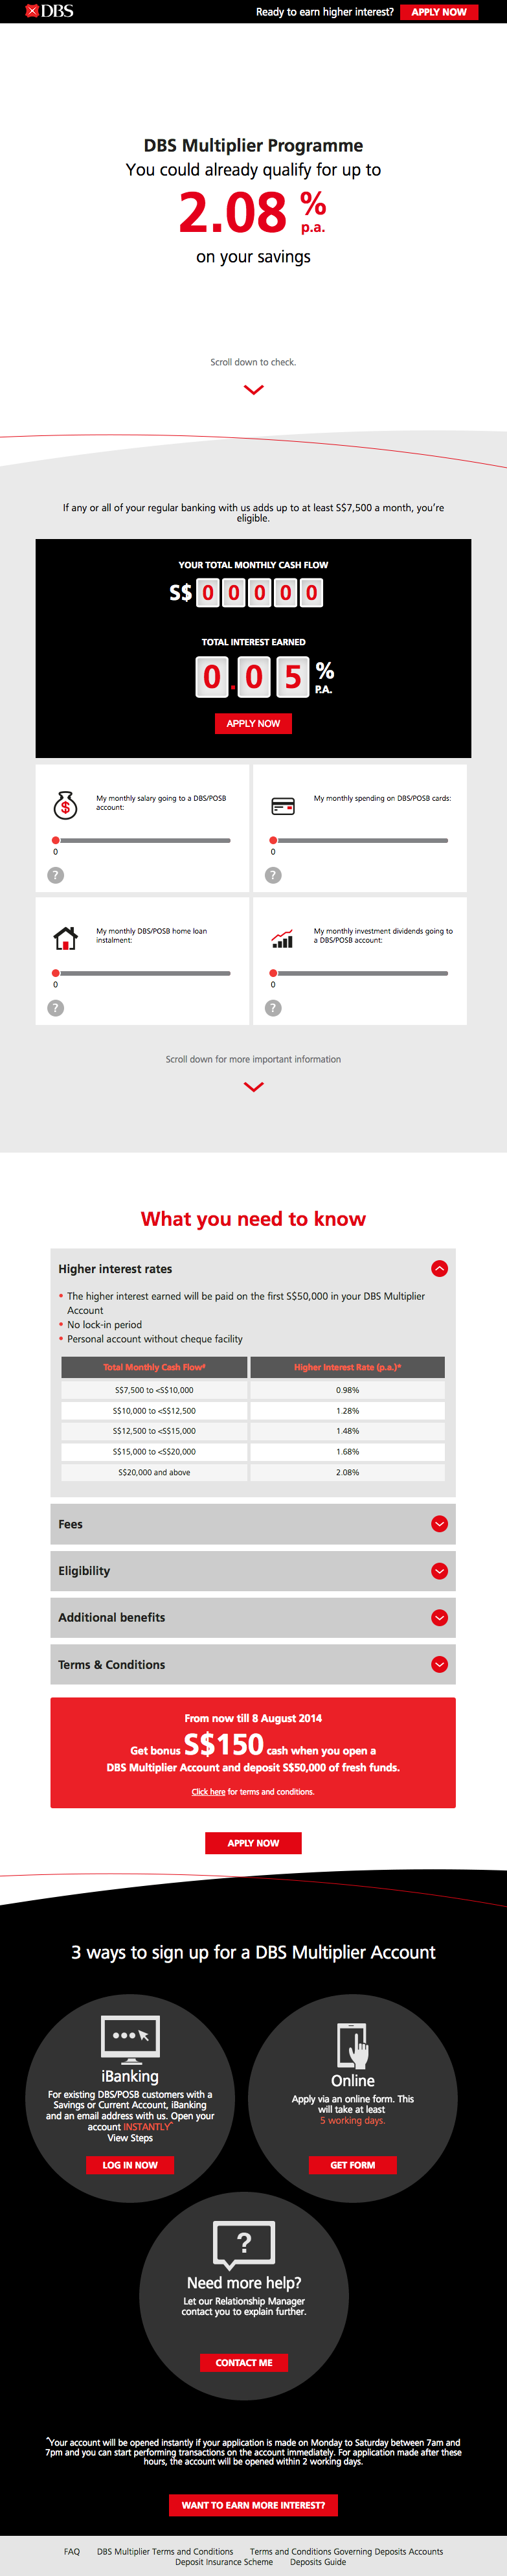 DBS
Ready to earn higher interest?
APPLY NOW
DBS Multiplier Programme
You could already qualify for up to
2.08 % p.a.
on your savings
Scroll down to check.
If any or all of your regular banking with us adds up to at least S$7,500 a month, you're
eligible.
YOUR TOTAL MONTHLY CASH FLOW
S$ 0 0 0 0 0
TOTAL INTEREST EARNED
0.05 % P.A.
APPLY NOW
My monthly salary going to a DBS/POSB
account:
0
?
My monthly spending on DBS/POSB cards:
0
?
My monthly DBS/POSB home loan
instalment:
0
?
My monthly investment dividends going to
a DBS/POSB account:
0
?
Scroll down for more important information
What you need to know
Higher interest rates
• The higher interest earned will be paid on the first S$50,000 in your DBS Multiplier
Account
• No lock-in period
• Personal account without cheque facility
Total Monthly Cash Flow# Higher Interest Rate (p.a.)*
S$7,500 to <S$10,000 0.98%
S$10,000 to <S$12,500 1.28%
S$12,500 to <S$15,000 1.48%
S$15,000 to <S$20,000 1.68%
S$20,000 and above 2.08%
Fees
Eligibility
Additional benefits
Terms & Conditions
From now till 8 August 2014
Get bonus S$150 cash when you open a
DBS Multiplier Account and deposit S$50,000 of fresh funds.
Click here for terms and conditions.
APPLY NOW
3 ways to sign up for a DBS Multiplier Account
iBanking
For existing DBS/POSB customers with a
Savings or Current Account, iBanking
and an email address with us. Open your
account INSTANTLY^
View Steps
LOG IN NOW
Online
Apply via an online form. This
will take at least
5 working days.
GET FORM
?
Need more help?
Let our Relationship Manager
contact you to explain further.
CONTACT ME
^Your account will be opened instantly if your application is made on Monday to Saturday between 7am and
7pm and you can start performing transactions on the account immediately. For application made after these
hours, the account will be opened within 2 working days.
WANT TO EARN MORE INTEREST?
FAQ DBS Multiplier Terms and Conditions Terms and Conditions Governing Deposits Accounts
Deposit Insurance Scheme Deposits Guide